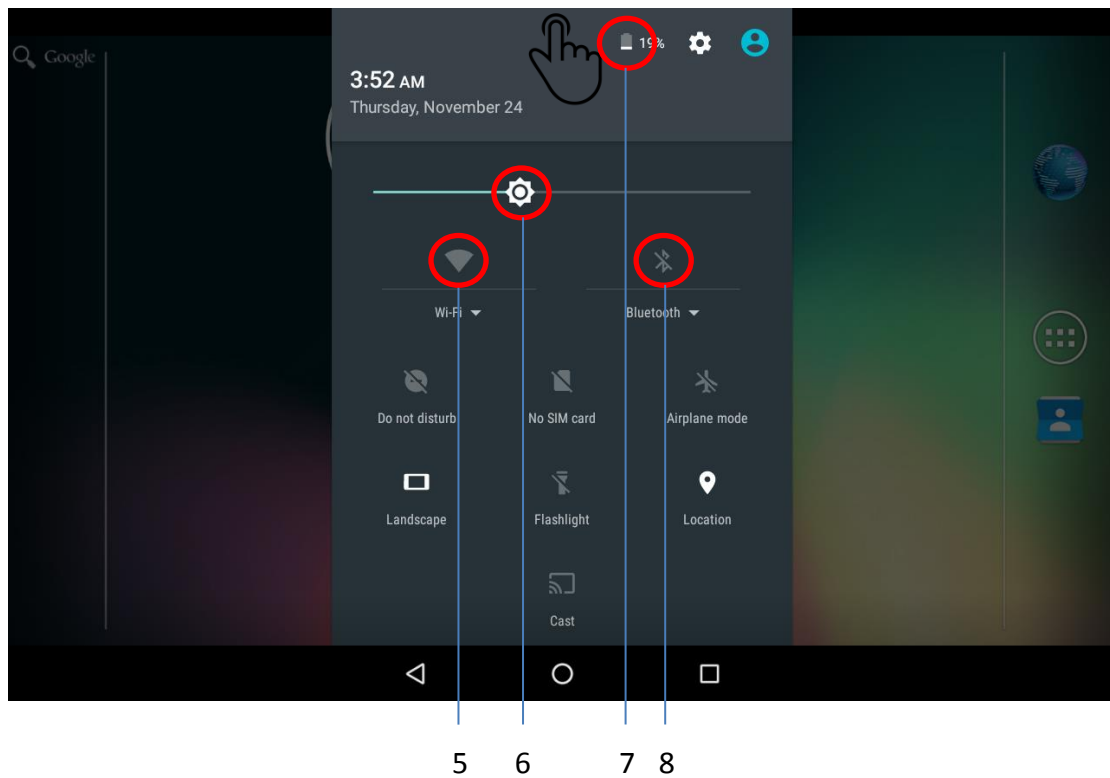 Google
19%
3:52 AM
Thursday, November 24
Wi-Fi
Bluetooth
Do not disturb
No SIM card
Airplane mode
Landscape
Flashlight
Location
Cast
5 6 7 8